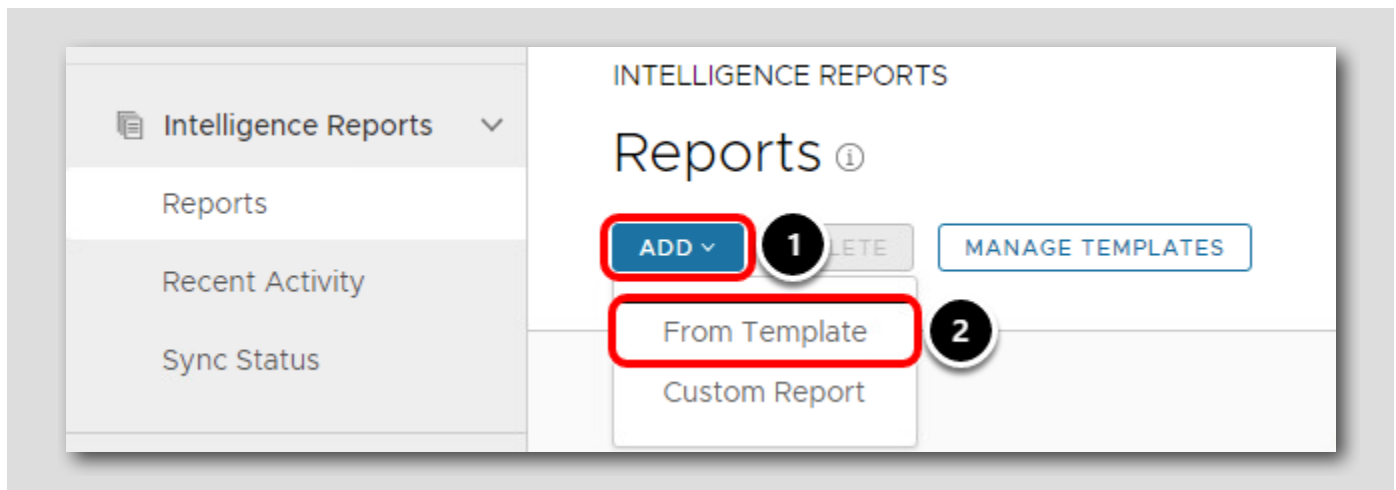 Intelligence Reports
Reports
Recent Activity
Sync Status
INTELLIGENCE REPORTS
Reports
ADD
1
MANAGE TEMPLATES
From Template
2
Custom Report